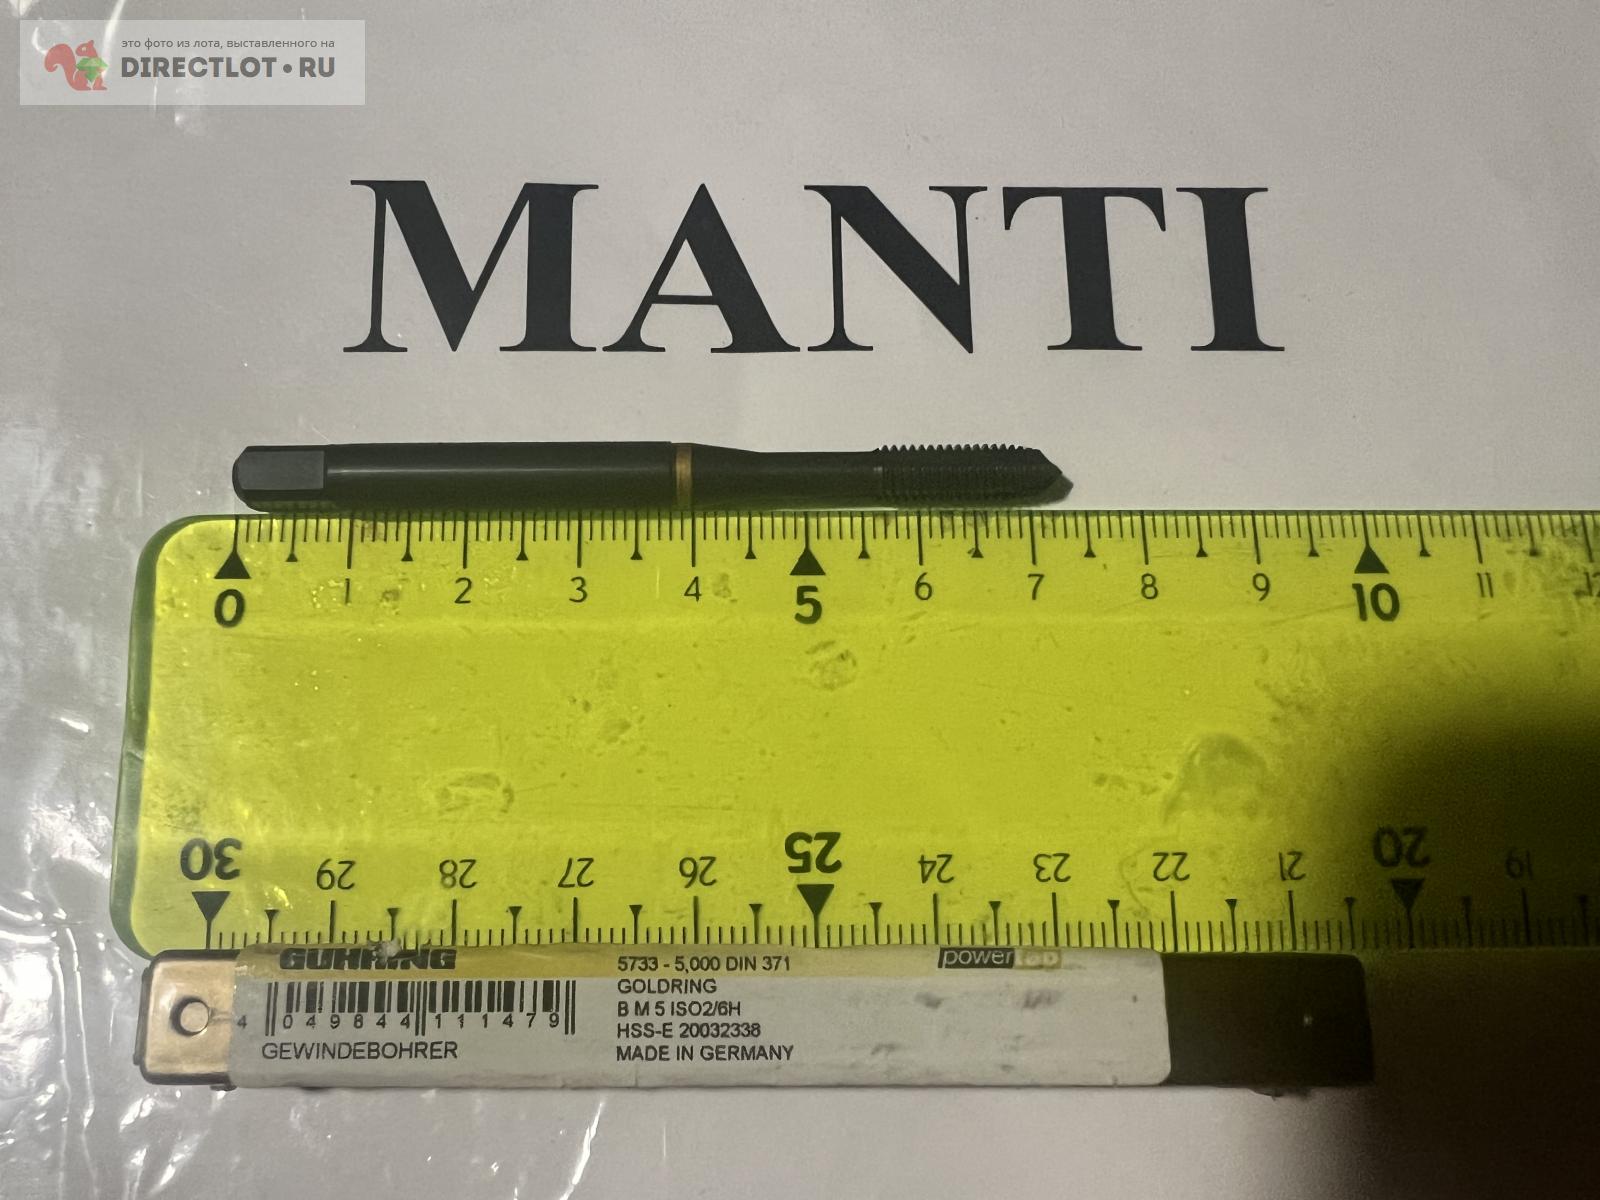 это фото из лота, выставленного на
DIRECTLOT•RU
MANTI
0 1 2 3 4 5 6 7 8 9 10 11 12
30 29 28 27 26 25 24 23 22 21 20 19
GUHRING
4 049844 111479
GEWINDEBOHRER
5733 - 5,000 DIN 371
GOLDRING
B M 5 ISO2/6H
HSS-E 20032338
MADE IN GERMANY
power